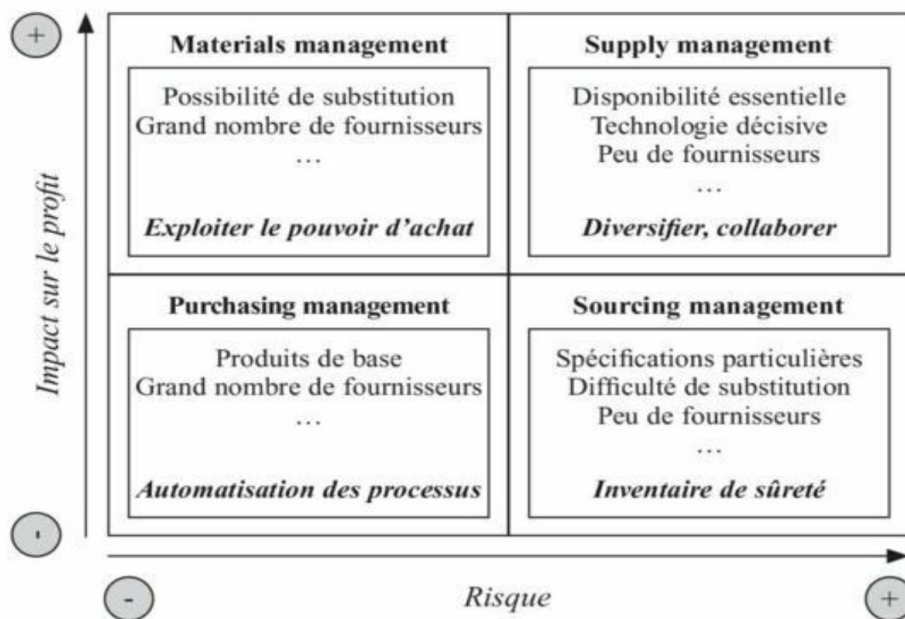 +
Materials management
Possibilité de substitution
Grand nombre de fournisseurs
…
Exploiter le pouvoir d’achat
Supply management
Disponibilité essentielle
Technologie décisive
Peu de fournisseurs
…
Diversifier, collaborer
Impact sur le profit
Purchasing management
Produits de base
Grand nombre de fournisseurs
…
Automatisation des processus
Sourcing management
Spécifications particulières
Difficulté de substitution
Peu de fournisseurs
…
Inventaire de sûreté
-
-
Risque
+